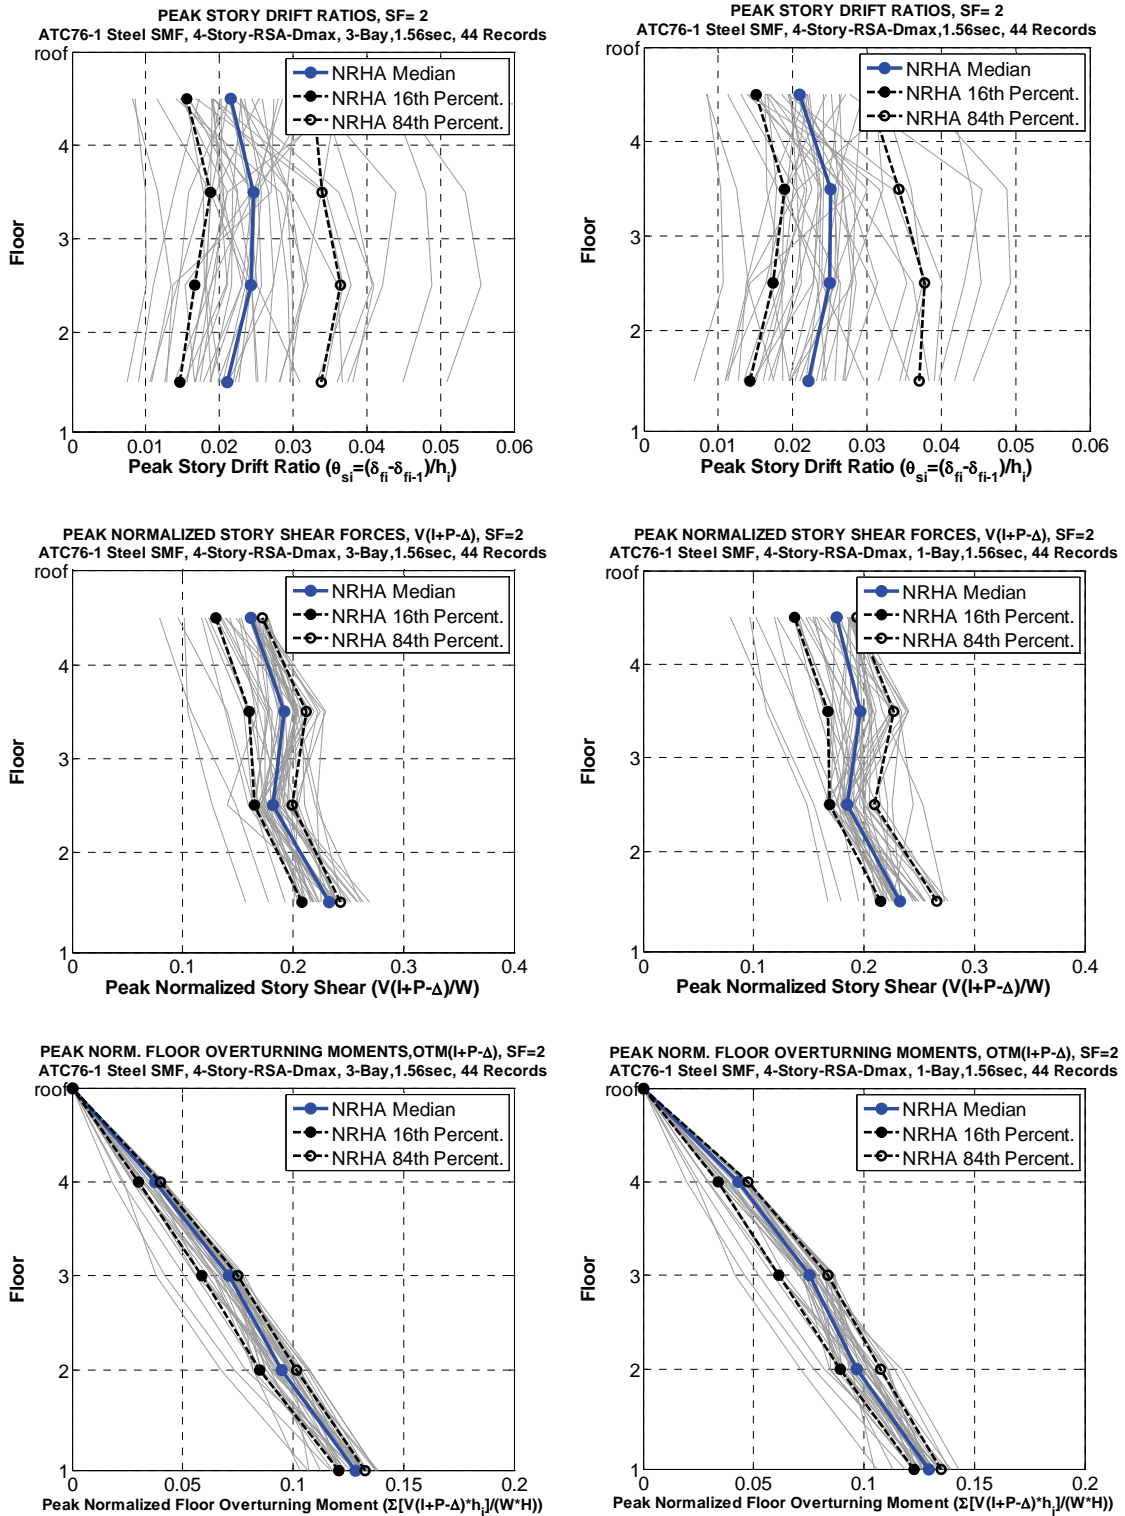 PEAK STORY DRIFT RATIOS, SF= 2
ATC76-1 Steel SMF, 4-Story-RSA-Dmax, 3-Bay,1.56sec, 44 Records
roof
4
3
2
1
Floor
NRHA Median
NRHA 16th Percent.
NRHA 84th Percent.
0 0.01 0.02 0.03 0.04 0.05 0.06
Peak Story Drift Ratio (θsi=(δfi-δfi-1)/hi)
PEAK STORY DRIFT RATIOS, SF= 2
ATC76-1 Steel SMF, 4-Story-RSA-Dmax,1.56sec, 44 Records
roof
4
3
2
1
Floor
NRHA Median
NRHA 16th Percent.
NRHA 84th Percent.
0 0.01 0.02 0.03 0.04 0.05 0.06
Peak Story Drift Ratio (θsi=(δfi-δfi-1)/hi)
PEAK NORMALIZED STORY SHEAR FORCES, V(I+P-Δ), SF=2
ATC76-1 Steel SMF, 4-Story-RSA-Dmax, 3-Bay,1.56sec, 44 Records
roof
4
3
2
1
Floor
NRHA Median
NRHA 16th Percent.
NRHA 84th Percent.
0 0.1 0.2 0.3 0.4
Peak Normalized Story Shear (V(I+P-Δ)/W)
PEAK NORMALIZED STORY SHEAR FORCES, V(I+P-Δ), SF=2
ATC76-1 Steel SMF, 4-Story-RSA-Dmax, 1-Bay,1.56sec, 44 Records
roof
4
3
2
1
Floor
NRHA Median
NRHA 16th Percent.
NRHA 84th Percent.
0 0.1 0.2 0.3 0.4
Peak Normalized Story Shear (V(I+P-Δ)/W)
PEAK NORM. FLOOR OVERTURNING MOMENTS,OTM(I+P-Δ), SF=2
ATC76-1 Steel SMF, 4-Story-RSA-Dmax, 3-Bay,1.56sec, 44 Records
roof
4
3
2
1
Floor
NRHA Median
NRHA 16th Percent.
NRHA 84th Percent.
0 0.05 0.1 0.15 0.2
Peak Normalized Floor Overturning Moment (Σ[V(I+P-Δ)*hi]/(W*H))
PEAK NORM. FLOOR OVERTURNING MOMENTS, OTM(I+P-Δ), SF=2
ATC76-1 Steel SMF, 4-Story-RSA-Dmax, 1-Bay,1.56sec, 44 Records
roof
4
3
2
1
Floor
NRHA Median
NRHA 16th Percent.
NRHA 84th Percent.
0 0.05 0.1 0.15 0.2
Peak Normalized Floor Overturning Moment (Σ[V(I+P-Δ)*hi]/(W*H))